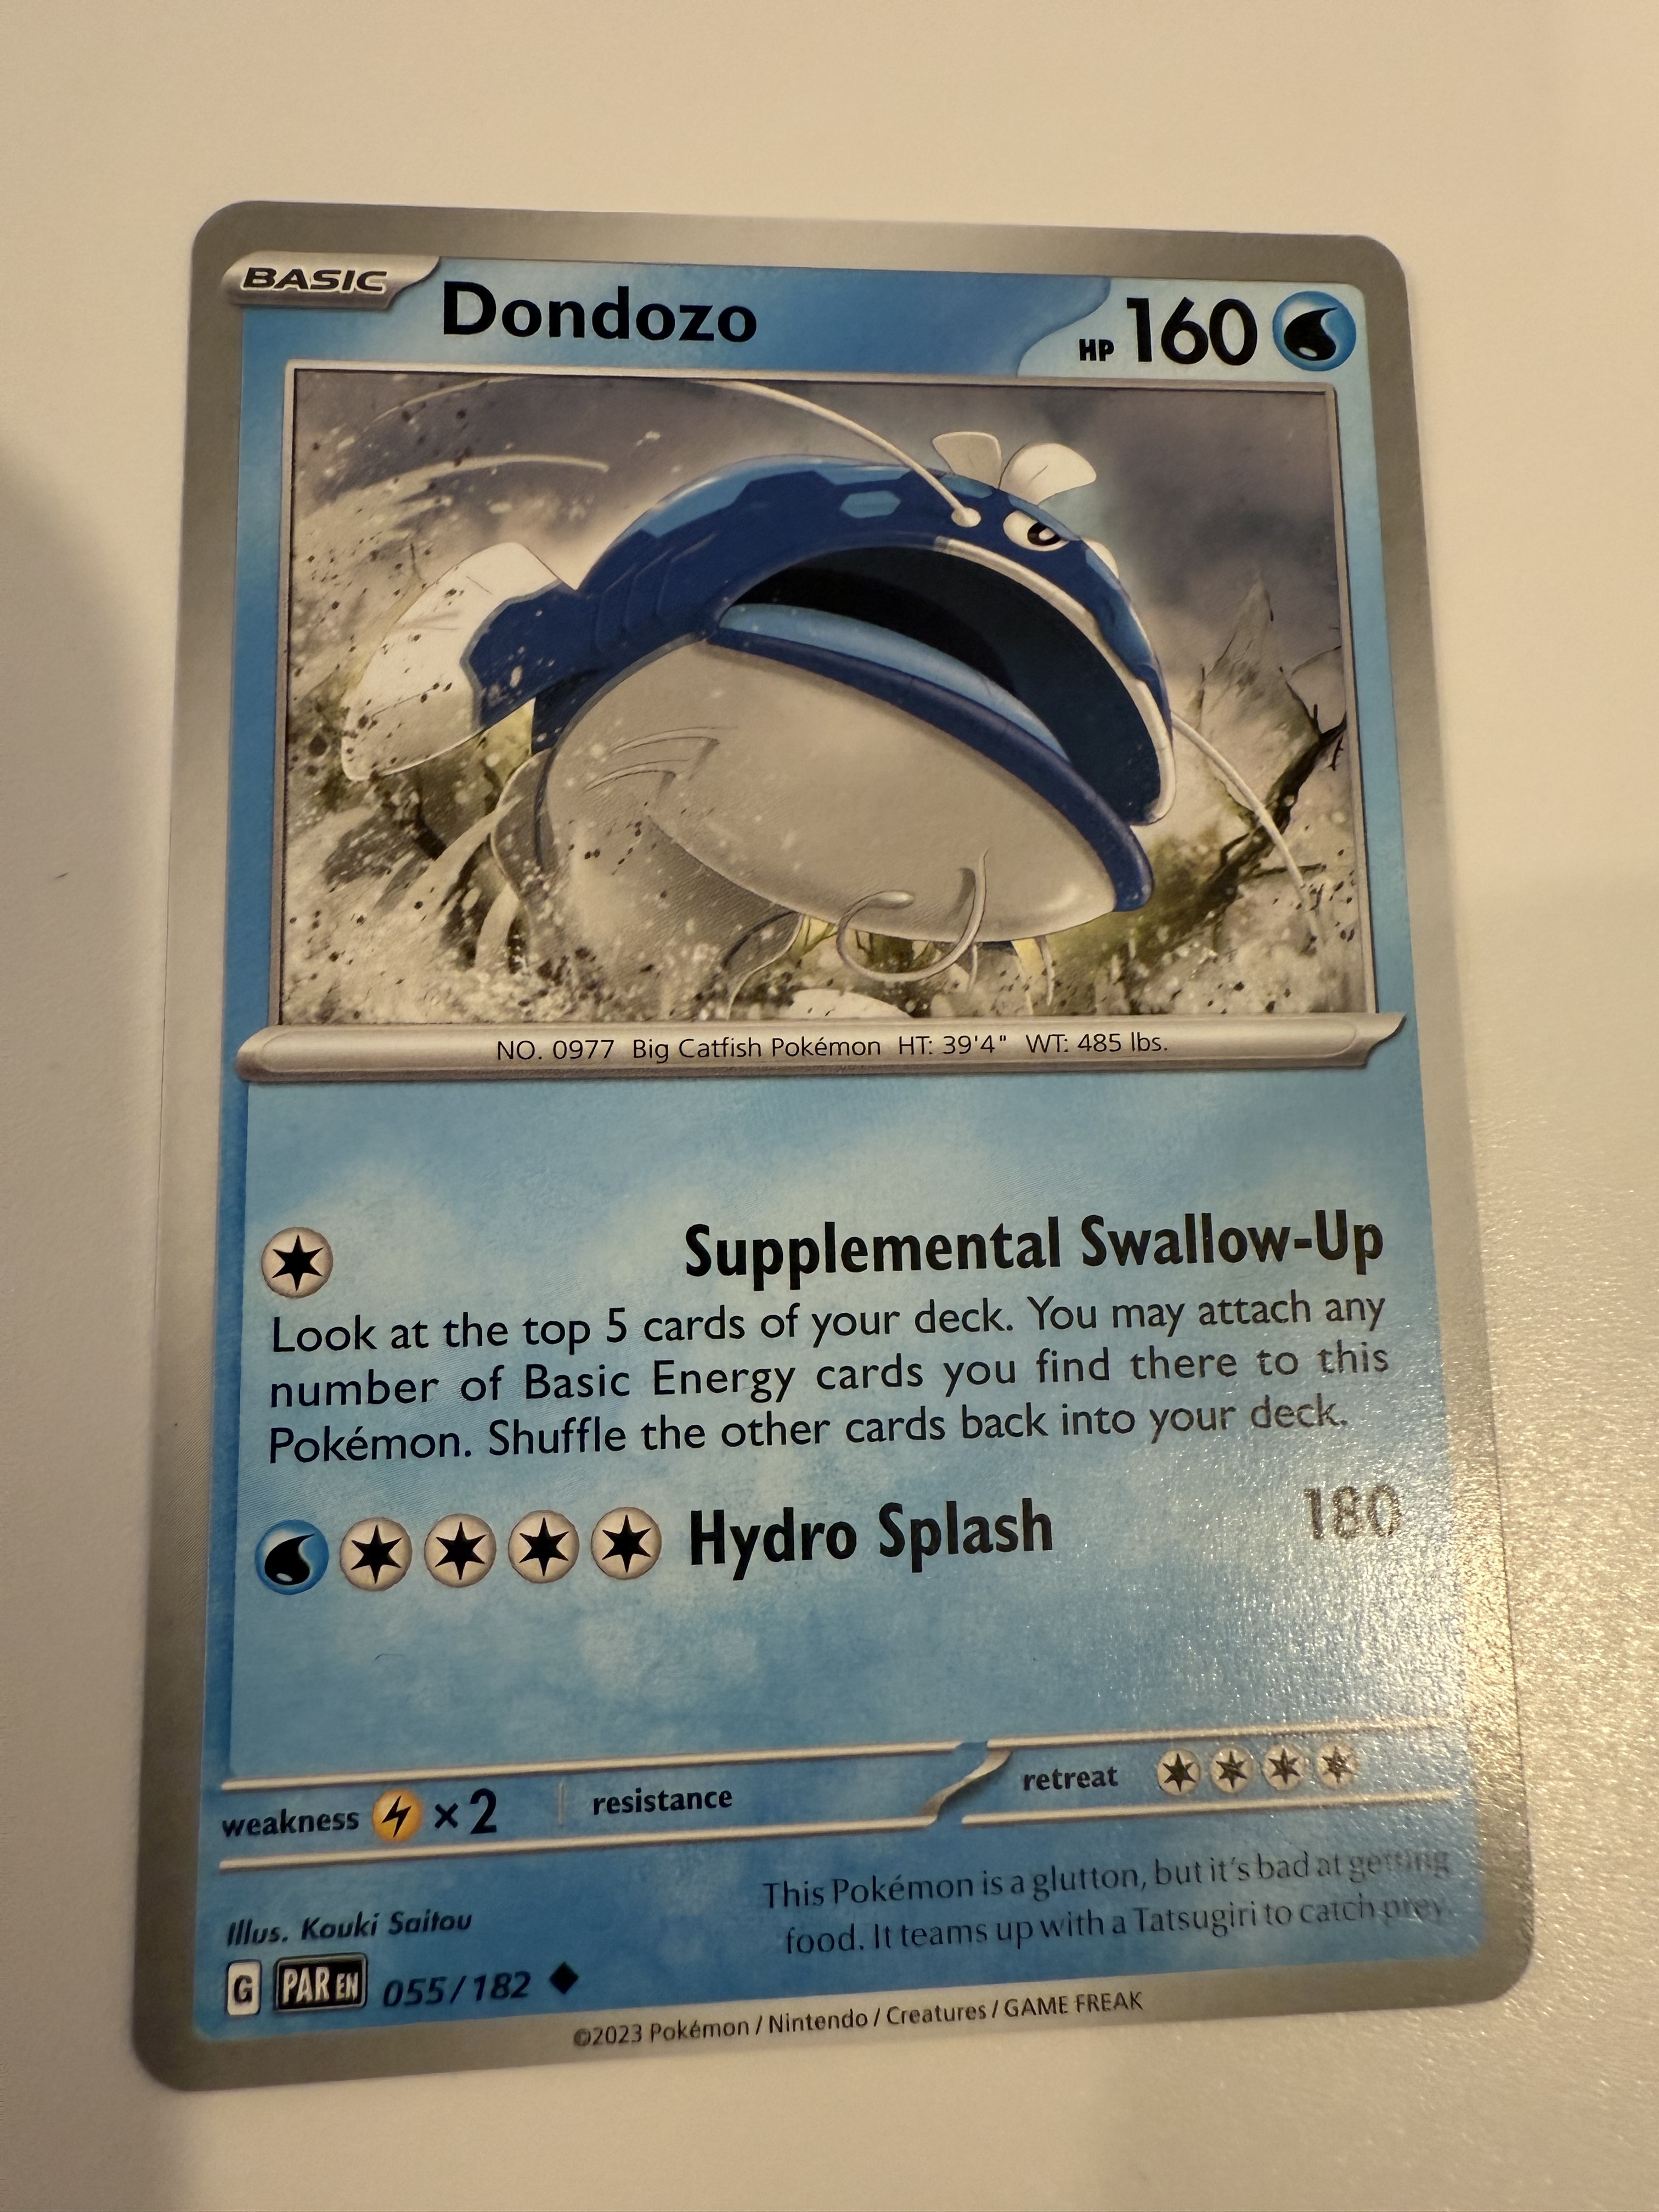 BASIC Dondozo HP 160
NO. 0977 Big Catfish Pokémon HT: 39'4" WT: 485 lbs.
Supplemental Swallow-Up
Look at the top 5 cards of your deck. You may attach any
number of Basic Energy cards you find there to this
Pokémon. Shuffle the other cards back into your deck.
Hydro Splash 180
weakness ×2 resistance retreat
This Pokémon is a glutton, but it's bad at getting
food. It teams up with a Tatsugiri to catch prey.
Illus. Kouki Saitou
G PAR EN 055/182
©2023 Pokémon / Nintendo / Creatures / GAME FREAK